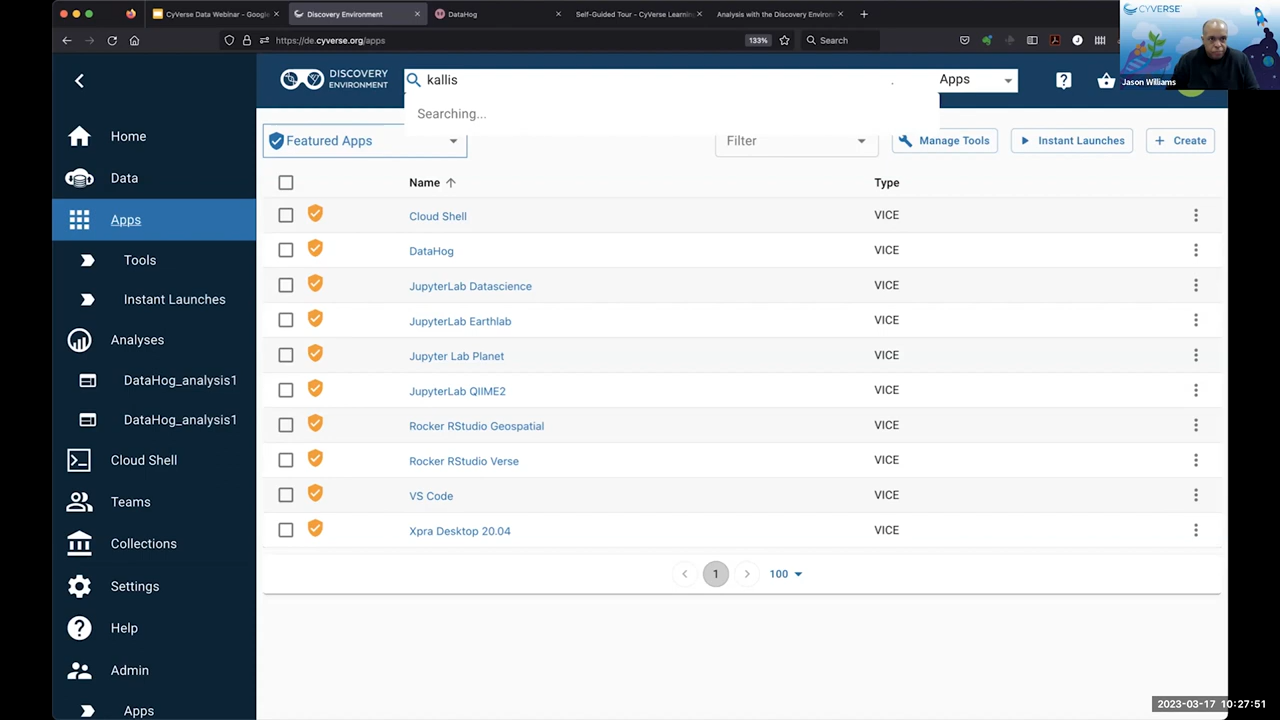 CyVerse Data Webinar - Google
Discovery Environment
DataHog
Self-Guided Tour – CyVerse Learnin
Analysis with the Discovery Environm
https://de.cyverse.org/apps
133%
Search
CYVERSE
Jason Williams
DISCOVERY
ENVIRONMENT
kallis
Apps
Searching...
Featured Apps
Filter
Manage Tools
Instant Launches
Create
Home
Data
Apps
Tools
Instant Launches
Analyses
DataHog_analysis1
DataHog_analysis1
Cloud Shell
Teams
Collections
Settings
Help
Admin
Apps
Name
Type
Cloud Shell
VICE
DataHog
VICE
JupyterLab Datascience
VICE
JupyterLab Earthlab
VICE
Jupyter Lab Planet
VICE
JupyterLab QIIME2
VICE
Rocker RStudio Geospatial
VICE
Rocker RStudio Verse
VICE
VS Code
VICE
Xpra Desktop 20.04
VICE
1
100
2023-03-17 10:27:51